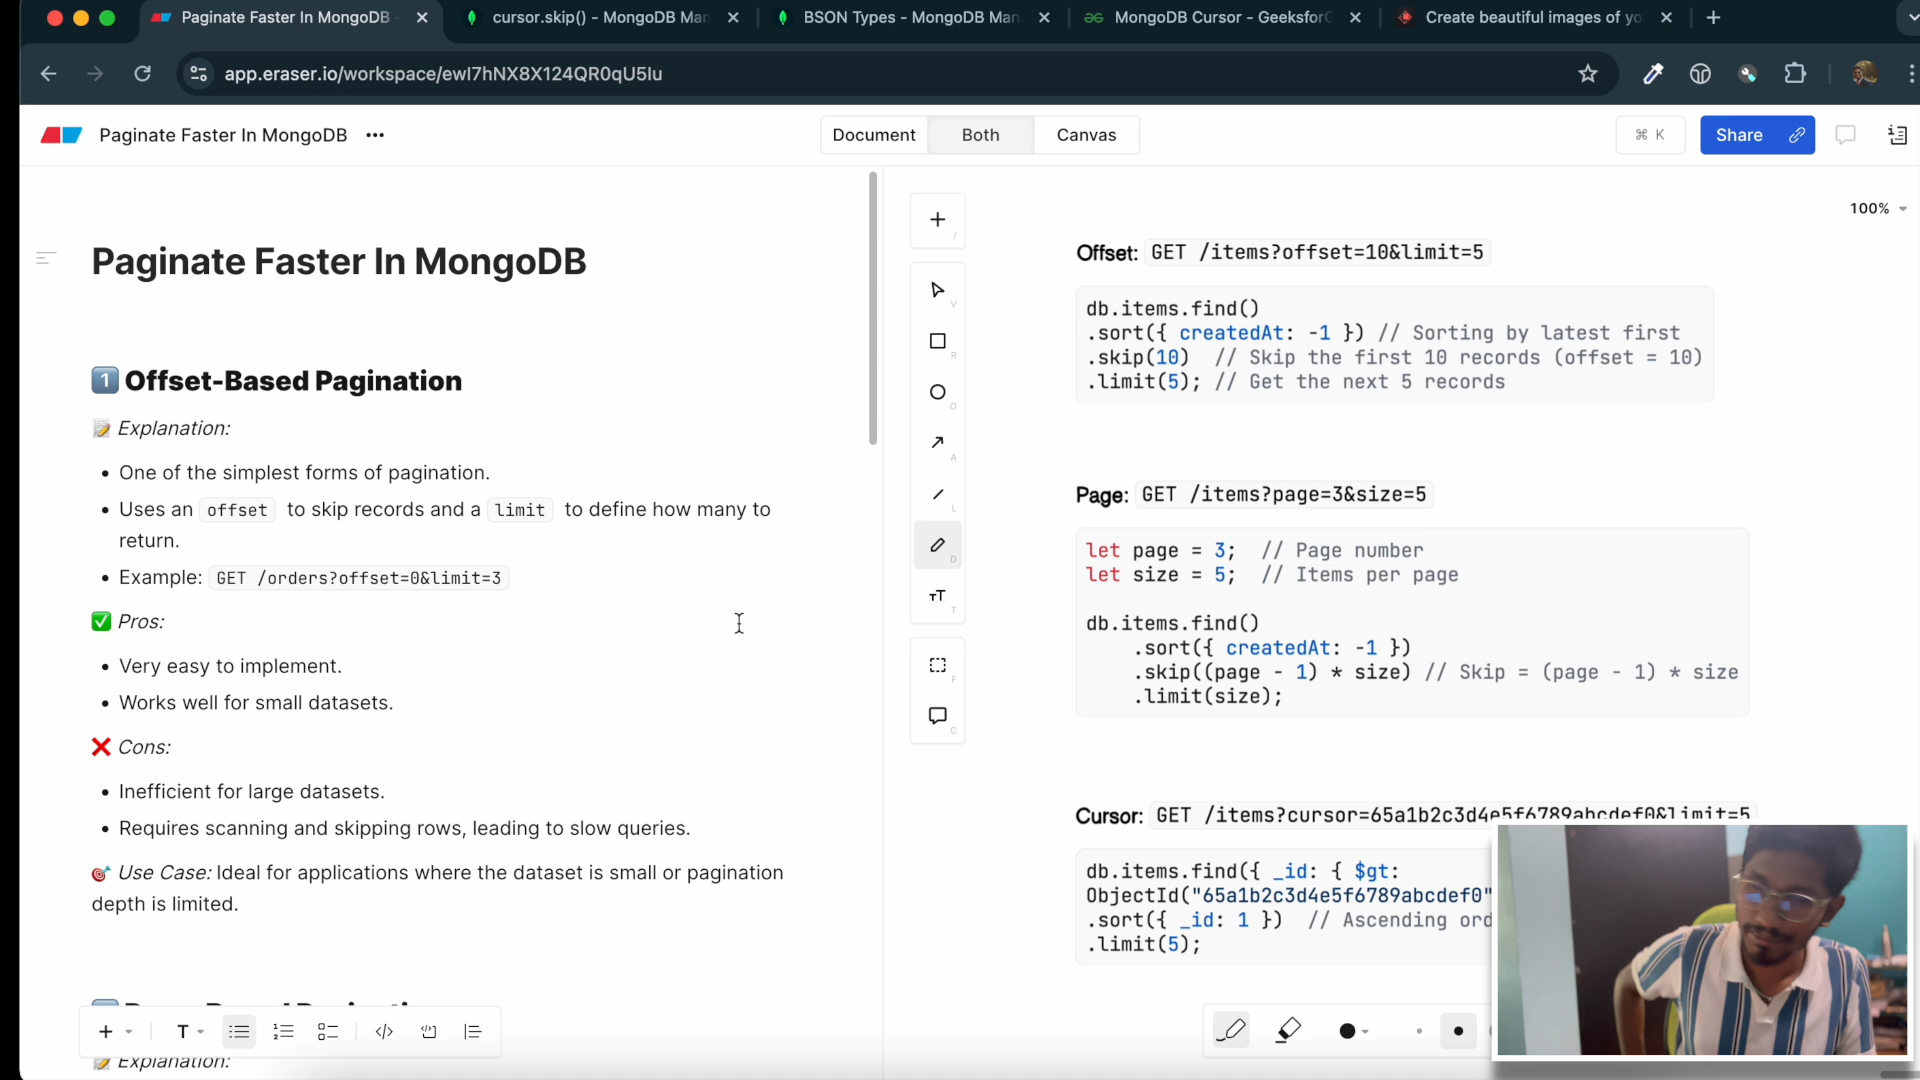 Paginate Faster In MongoDB -
cursor.skip() - MongoDB Man
BSON Types - MongoDB Man
MongoDB Cursor - Geeksfor
Create beautiful images of yo
app.eraser.io/workspace/ewl7hNX8X124QR0qU5lu
Paginate Faster In MongoDB
Document
Both
Canvas
⌘ K
Share
100%
Paginate Faster In MongoDB
1 Offset-Based Pagination
Explanation:
• One of the simplest forms of pagination.
• Uses an offset to skip records and a limit to define how many to
return.
• Example: GET /orders?offset=0&limit=3
Pros:
• Very easy to implement.
• Works well for small datasets.
Cons:
• Inefficient for large datasets.
• Requires scanning and skipping rows, leading to slow queries.
Use Case: Ideal for applications where the dataset is small or pagination
depth is limited.
Explanation:
/
V
R
O
A
L
D
TT
T
F
C
Offset: GET /items?offset=10&limit=5
db.items.find()
.sort({ createdAt: -1 }) // Sorting by latest first
.skip(10) // Skip the first 10 records (offset = 10)
.limit(5); // Get the next 5 records
Page: GET /items?page=3&size=5
let page = 3; // Page number
let size = 5; // Items per page
db.items.find()
.sort({ createdAt: -1 })
.skip((page - 1) * size) // Skip = (page - 1) * size
.limit(size);
Cursor: GET /items?cursor=65a1b2c3d4e5f6789abcdef0&limit=5
db.items.find({ _id: { $gt:
ObjectId("65a1b2c3d4e5f6789abcdef0"
.sort({ _id: 1 }) // Ascending ord
.limit(5);
T